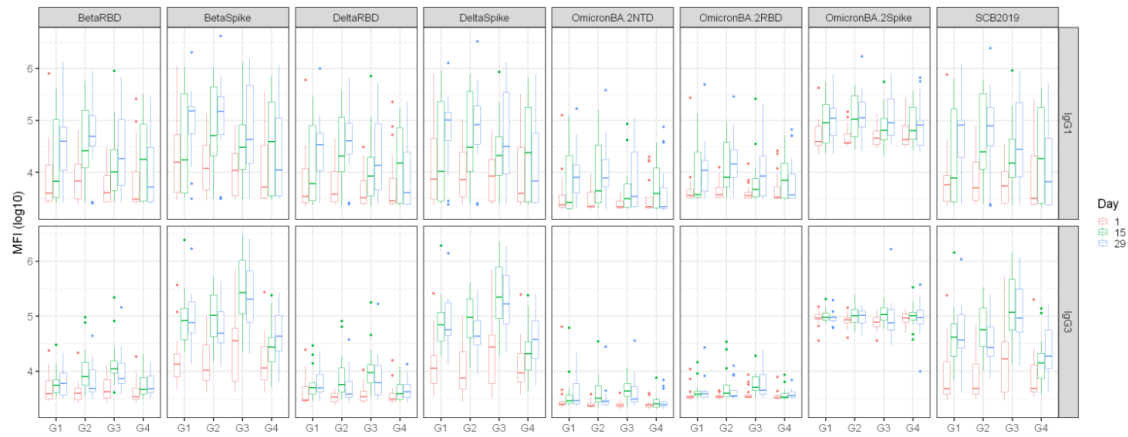 BetaRBD BetaSpike DeltaRBD DeltaSpike OmicronBA.2NTD OmicronBA.2RBD OmicronBA.2Spike SCB2019
6
5
4
IgG1
MFI (log10)
6
5
4
IgG3
Day
1
15
29
G1 G2 G3 G4 G1 G2 G3 G4 G1 G2 G3 G4 G1 G2 G3 G4 G1 G2 G3 G4 G1 G2 G3 G4 G1 G2 G3 G4 G1 G2 G3 G4